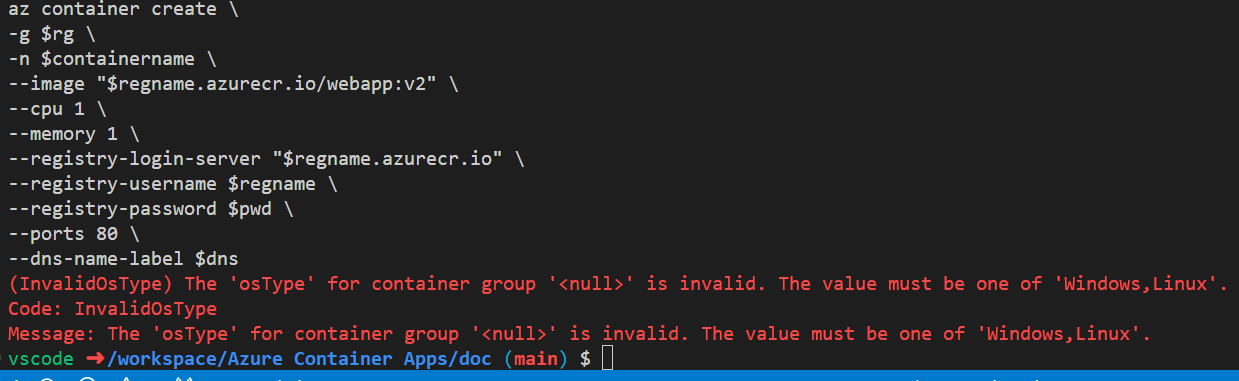 az container create \
-g $rg \
-n $containername \
--image "$regname.azurecr.io/webapp:v2" \
--cpu 1 \
--memory 1 \
--registry-login-server "$regname.azurecr.io" \
--registry-username $regname \
--registry-password $pwd \
--ports 80 \
--dns-name-label $dns
(InvalidOsType) The 'osType' for container group '<null>' is invalid. The value must be one of 'Windows,Linux'.
Code: InvalidOsType
Message: The 'osType' for container group '<null>' is invalid. The value must be one of 'Windows,Linux'.
vscode ➜/workspace/Azure Container Apps/doc (main) $